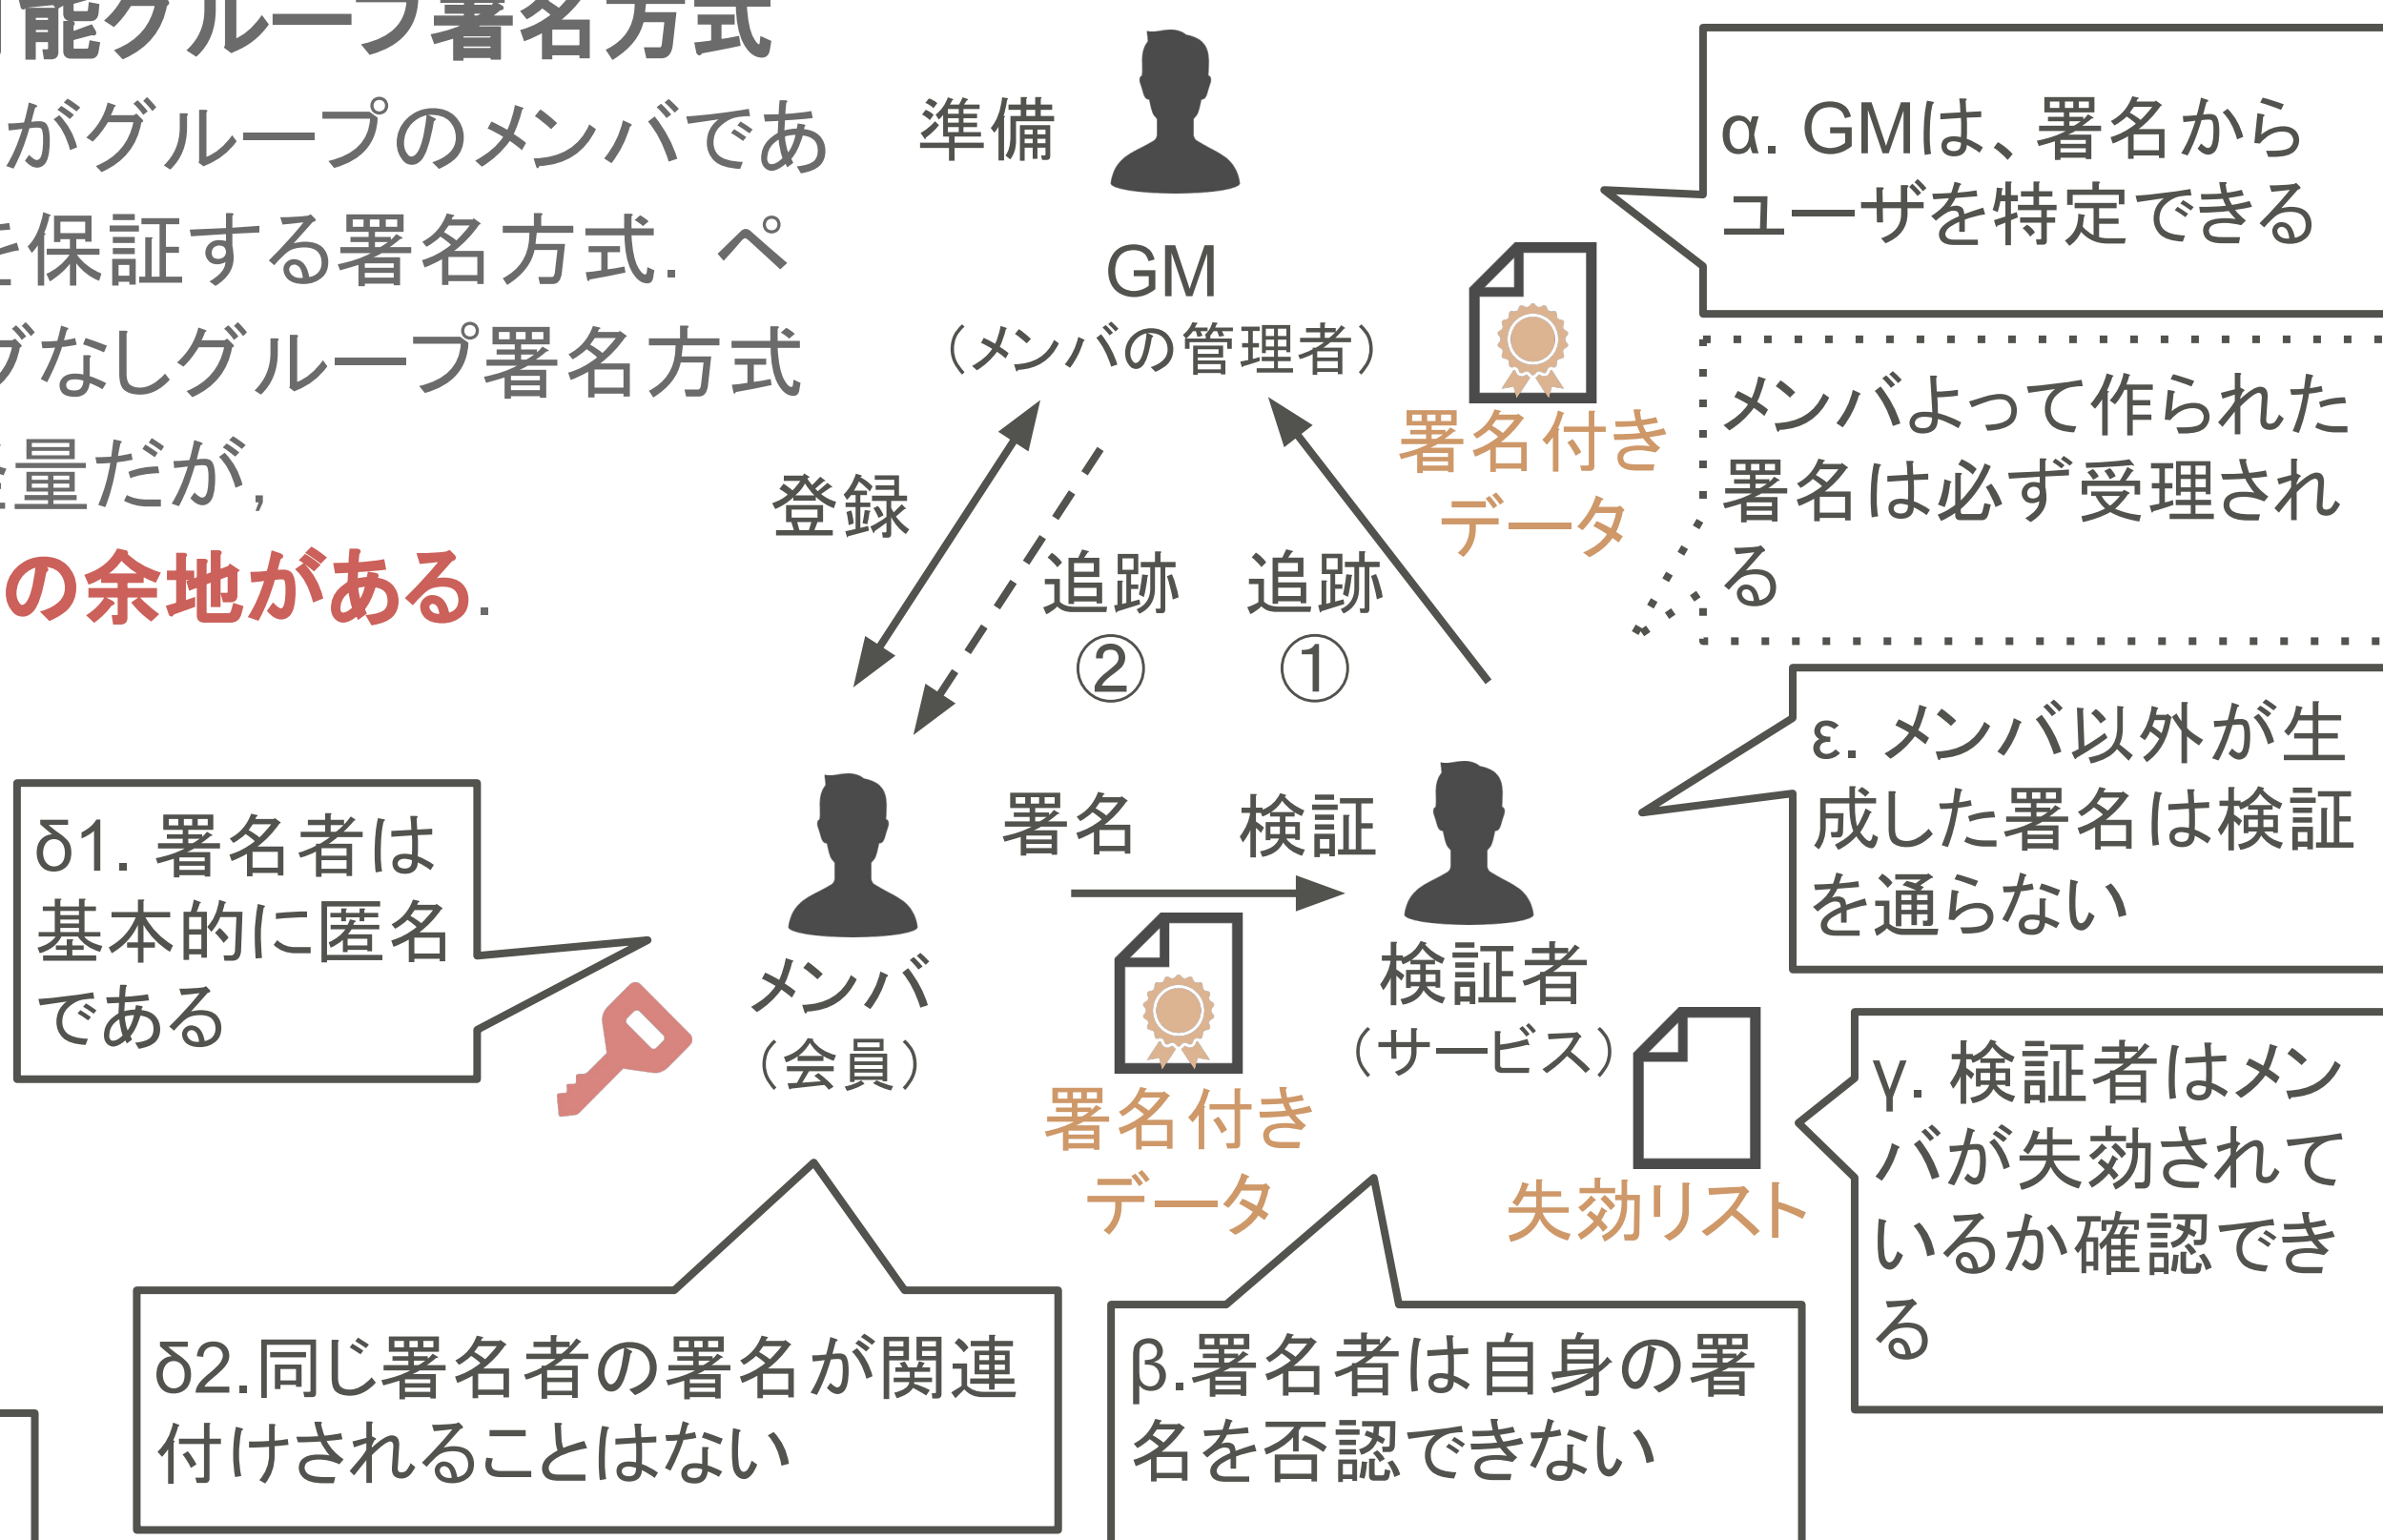 能グループ署名方式
がグループのメンバであ
を保証する署名方式. ペ
グなしグループ署名方式
量だが,
の余地がある.
準備
GM
(メンバの管理者)
登録
追跡
②
追跡
①
署名付き
データ
α. GMは、署名から
ユーザを特定できる
メンバよって作られた
署名は必ず受理され
る
ε. メンバ以外が生
成した署名は検証
を通らない
δ1. 署名者は
基本的に匿名
である
メンバ
(会員)
署名
検証
署名付き
データ
検証者
(サービス)
失効リスト
γ. 検証者はメン
バが失効されて
いるか確認でき
る
δ2.同じ署名者の署名が関連
付けされることはない
β.署名者は自身の署
名を否認できない